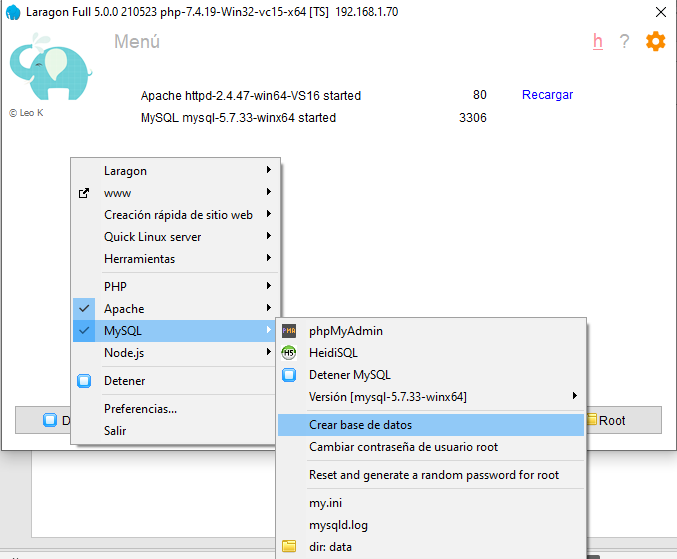 Laragon Full 5.0.0 210523 php-7.4.19-Win32-vc15-x64 [TS] 192.168.1.70
Menú
h ?
© Leo K
Apache httpd-2.4.47-win64-VS16 started 80 Recargar
MySQL mysql-5.7.33-winx64 started 3306
Laragon
www
Creación rápida de sitio web
Quick Linux server
Herramientas
PHP
Apache
MySQL
Node.js
Detener
Preferencias...
Salir
D
PMA phpMyAdmin
HS HeidiSQL
Detener MySQL
Versión [mysql-5.7.33-winx64]
Crear base de datos
Cambiar contraseña de usuario root
Reset and generate a random password for root
my.ini
mysqld.log
dir: data
Root